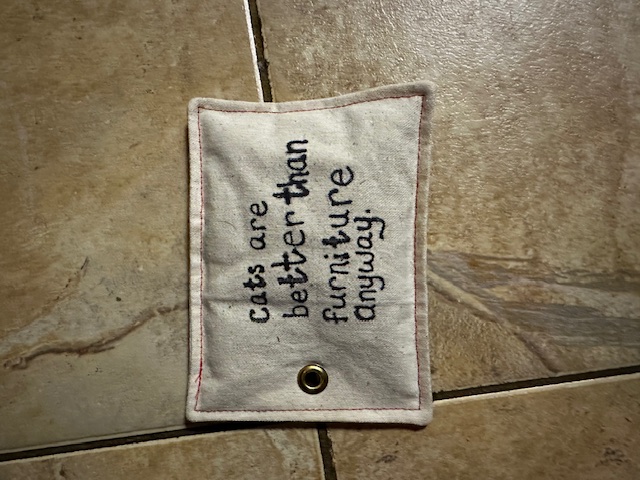 Cats are
better than
furniture
anyway.